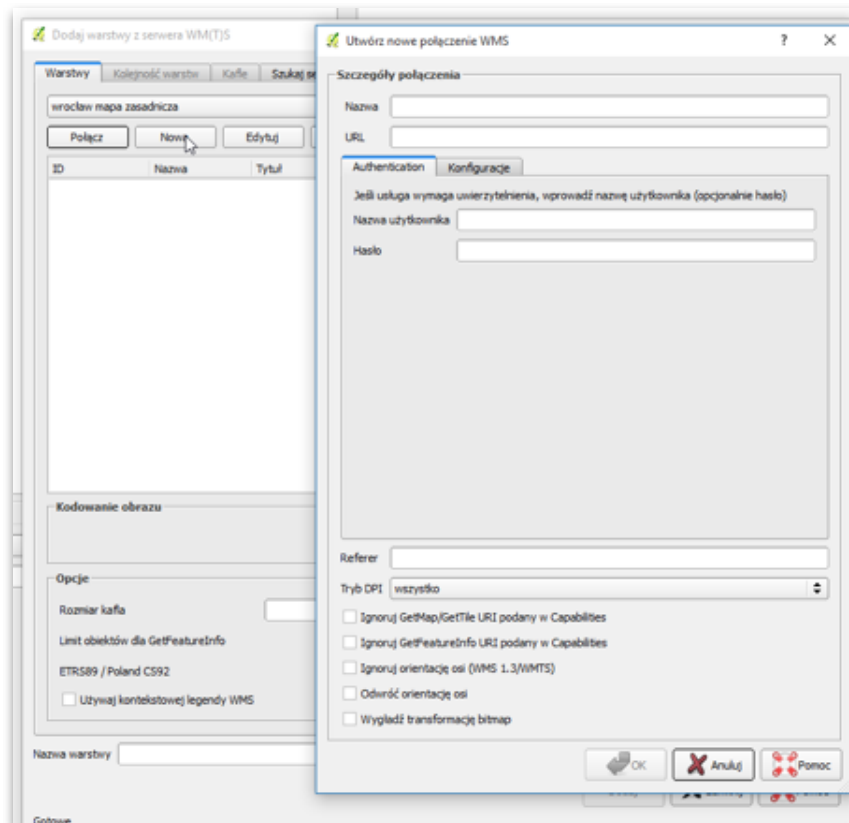 Dodaj warstwy z serwera WM(T)S
Warstwy Kolejność warstw Kafle Szukaj se
wrocław mapa zasadnicza
Połącz Nowe Edytuj
ID Nazwa Tytuł
Kodowanie obrazu
Opcje
Rozmiar kafla
Limit obiektów dla GetFeatureInfo
ETRS89 / Poland CS92
Używaj kontekstowej legendy WMS
Nazwa warstwy
Gotowe
Utwórz nowe połączenie WMS
Szczegóły połączenia
Nazwa
URL
Authentication Konfiguracje
Jeśli usługa wymaga uwierzytelnienia, wprowadź nazwę użytkownika (opcjonalnie hasło)
Nazwa użytkownika
Hasło
Referer
Tryb DPI wszystko
Ignoruj GetMap/GetTile URI podany w Capabilities
Ignoruj GetFeatureInfo URI podany w Capabilities
Ignoruj orientację osi (WMS 1.3/WMTS)
Odwróć orientację osi
Wygładź transformację bitmap
OK Anuluj Pomoc